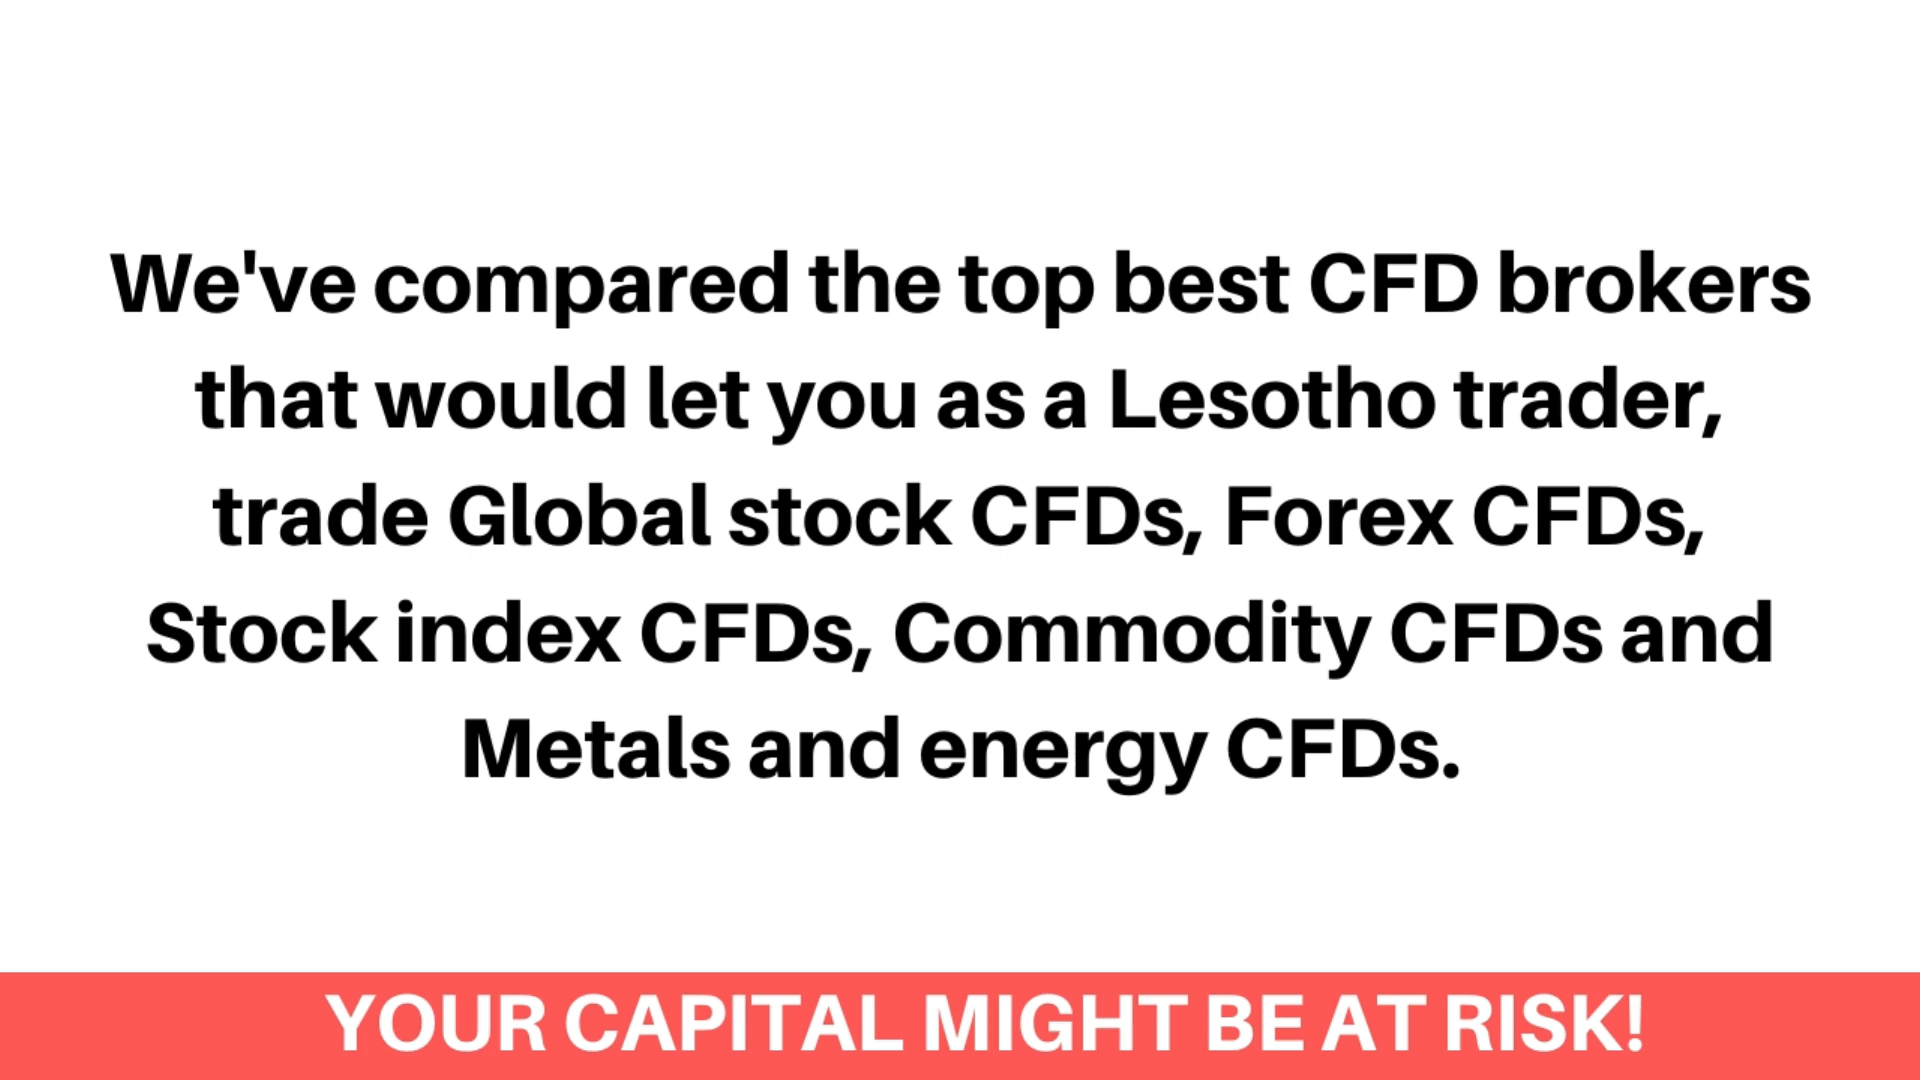 We've compared the top best CFD brokers
that would let you as a Lesotho trader,
trade Global stock CFDs, Forex CFDs,
Stock index CFDs, Commodity CFDs and
Metals and energy CFDs.
YOUR CAPITAL MIGHT BE AT RISK!